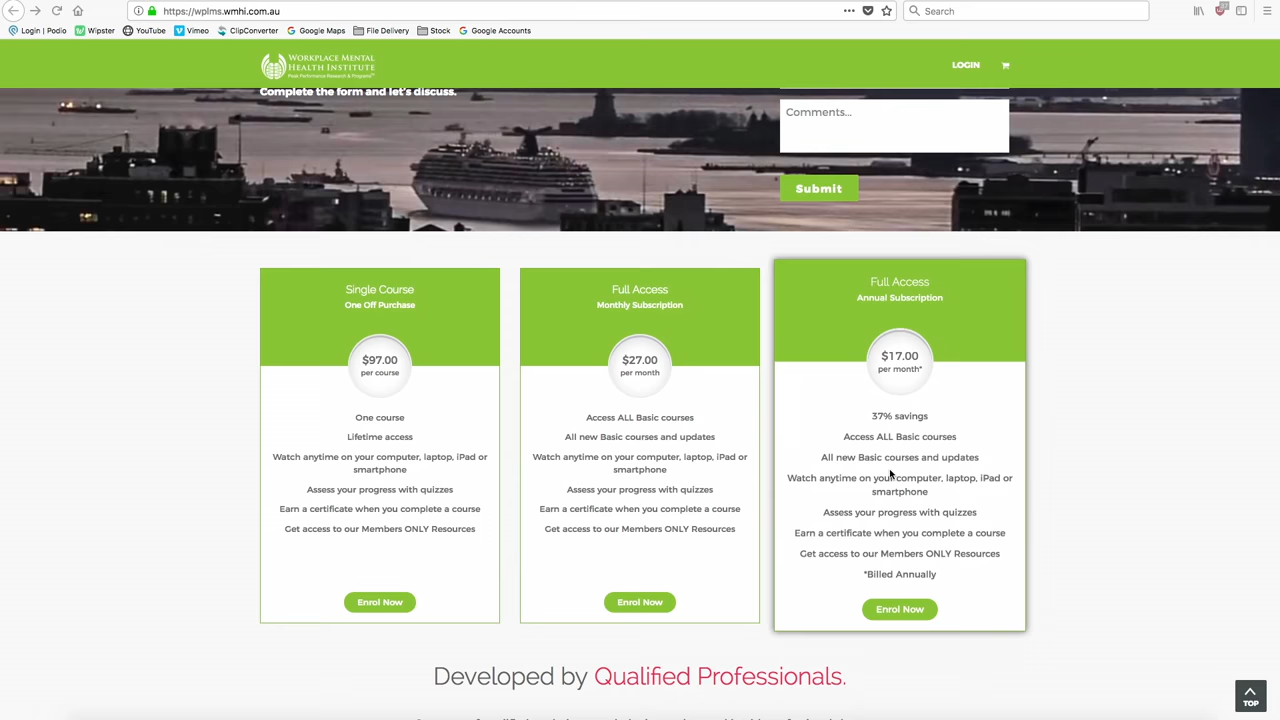 https://wplms.wmhi.com.au
Search
Login | Podio
Wipster
YouTube
Vimeo
ClipConverter
Google Maps
File Delivery
Stock
Google Accounts
WORKPLACE MENTAL
HEALTH INSTITUTE
Peak Performance Research & Programs™
LOGIN
Complete the form and let's discuss.
Comments...
Submit
Single Course
One Off Purchase
$97.00
per course
One course
Lifetime access
Watch anytime on your computer, laptop, iPad or
smartphone
Assess your progress with quizzes
Earn a certificate when you complete a course
Get access to our Members ONLY Resources
Enrol Now
Full Access
Monthly Subscription
$27.00
per month
Access ALL Basic courses
All new Basic courses and updates
Watch anytime on your computer, laptop, iPad or
smartphone
Assess your progress with quizzes
Earn a certificate when you complete a course
Get access to our Members ONLY Resources
Enrol Now
Full Access
Annual Subscription
$17.00
per month*
37% savings
Access ALL Basic courses
All new Basic courses and updates
Watch anytime on your computer, laptop, iPad or
smartphone
Assess your progress with quizzes
Earn a certificate when you complete a course
Get access to our Members ONLY Resources
*Billed Annually
Enrol Now
Developed by Qualified Professionals.
TOP